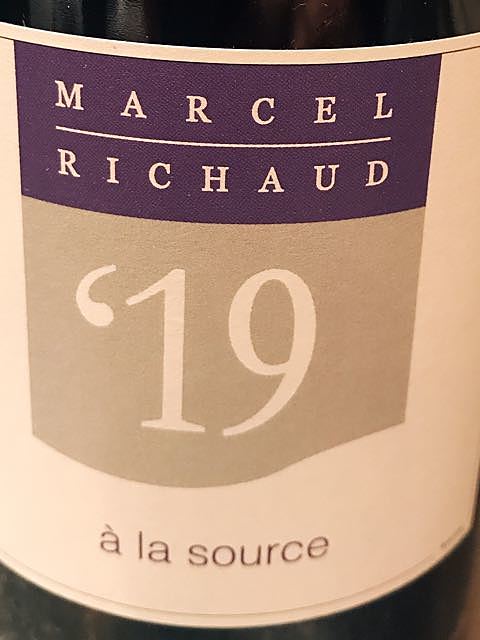 MARCEL
RICHAUD
‘19
à la source